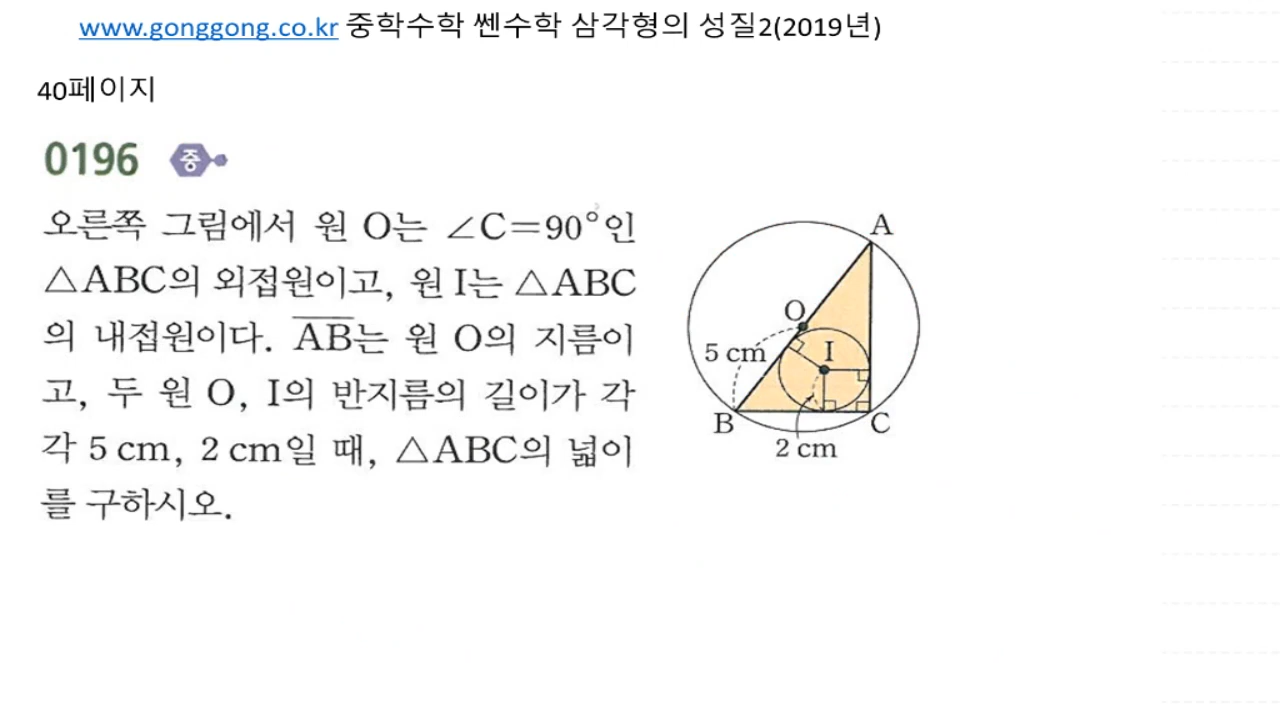 www.gonggong.co.kr 중학수학 쎈수학 삼각형의 성질2(2019년)
40페이지
0196 중
오른쪽 그림에서 원 O는 ∠C=90°인
△ABC의 외접원이고, 원 I는 △ABC
의 내접원이다. \overline{AB}는 원 O의 지름이
고, 두 원 O, I의 반지름의 길이가 각
각 5 cm, 2 cm일 때, △ABC의 넓이
를 구하시오.
A
O
5 cm
I
B
C
2 cm